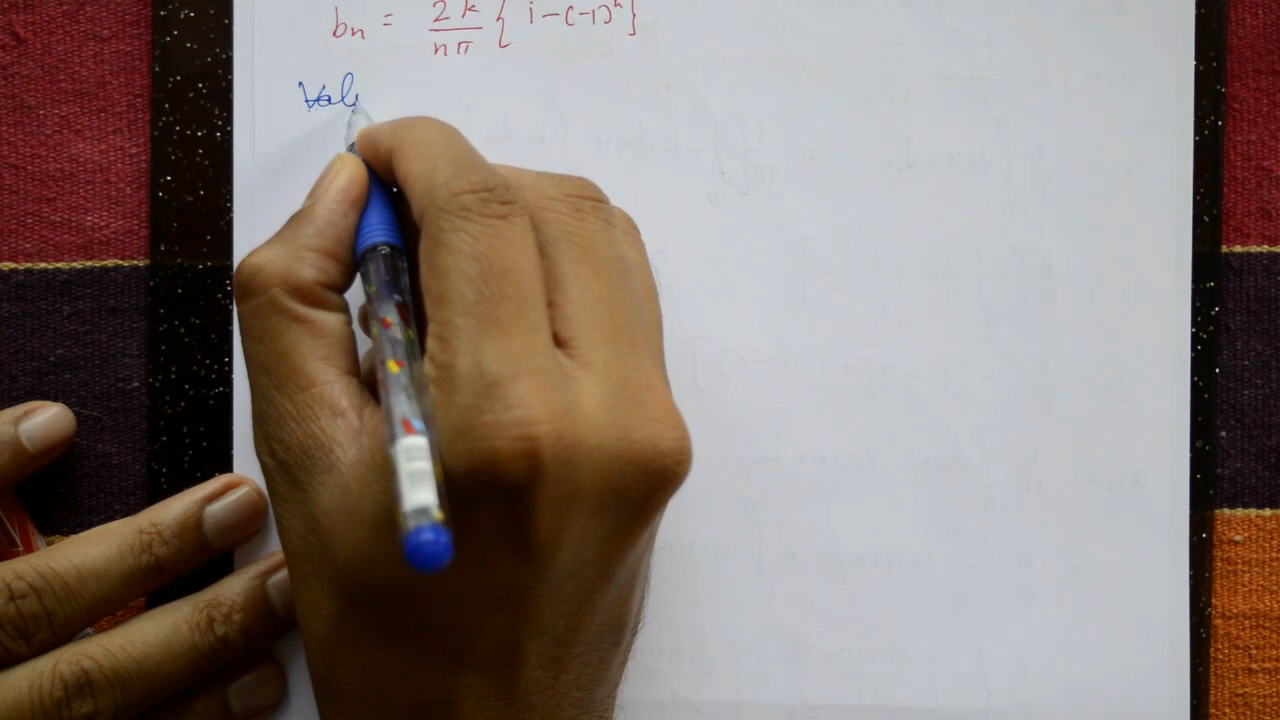 bn = 2k/nπ { 1-(-1)^n }
Val